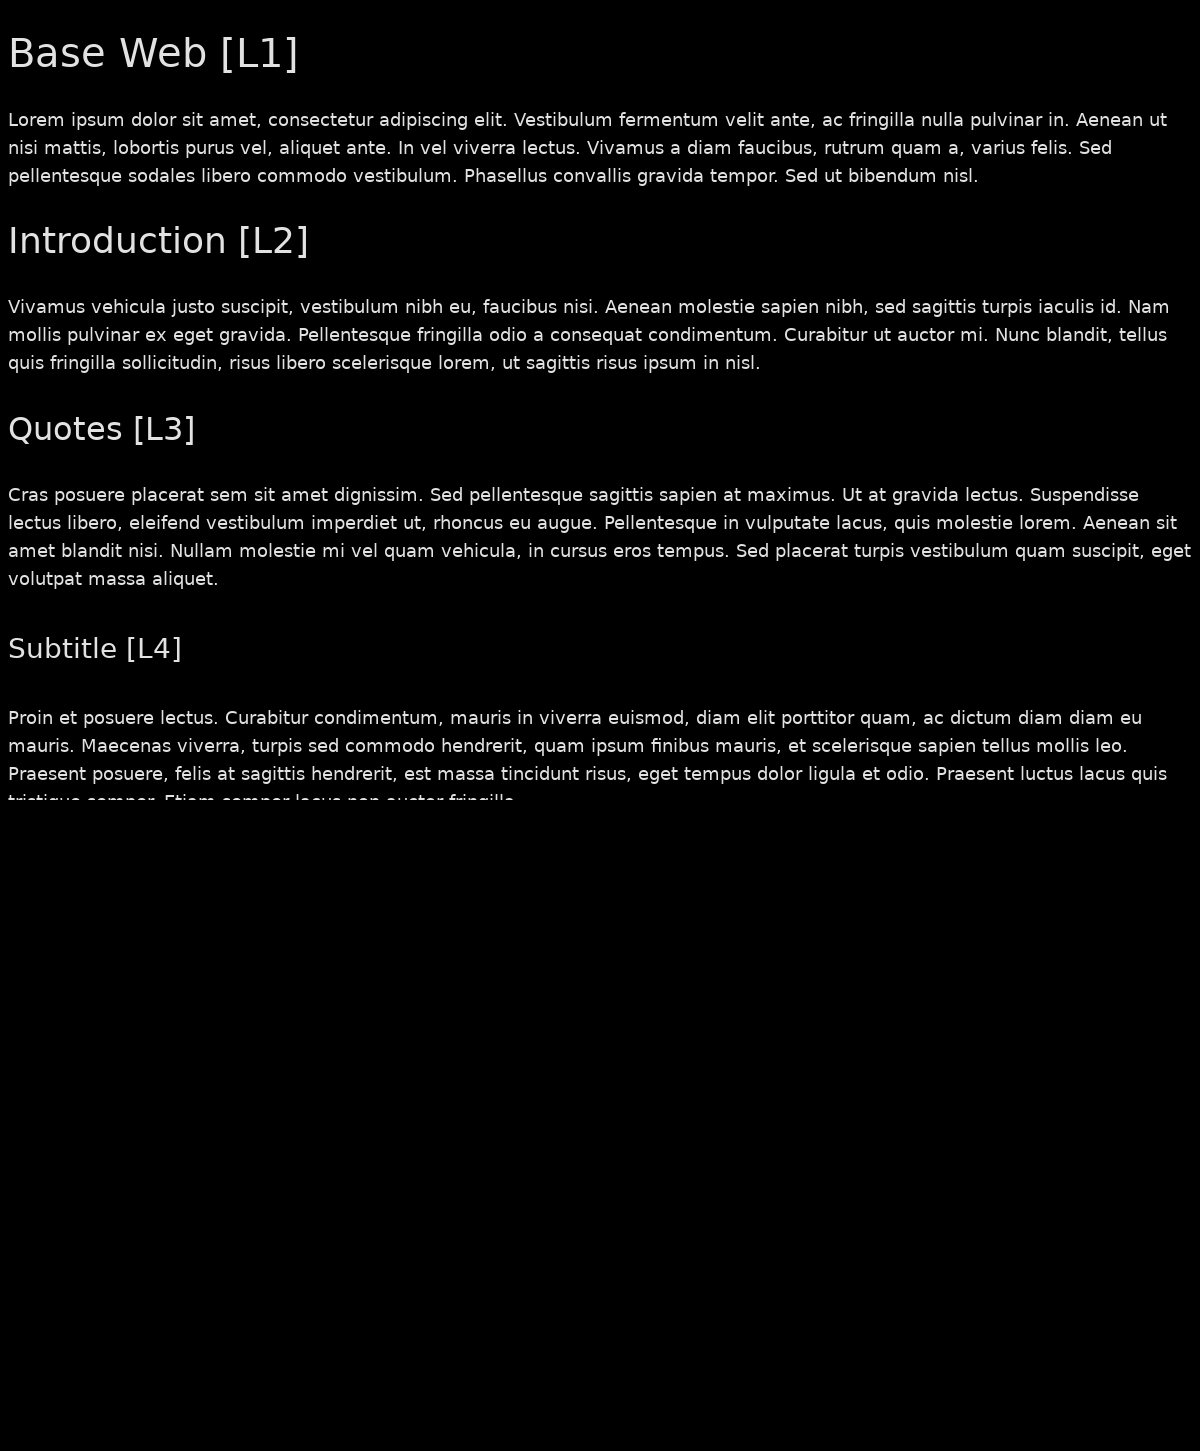 Base Web [L1]
Lorem ipsum dolor sit amet, consectetur adipiscing elit. Vestibulum fermentum velit ante, ac fringilla nulla pulvinar in. Aenean ut
nisi mattis, lobortis purus vel, aliquet ante. In vel viverra lectus. Vivamus a diam faucibus, rutrum quam a, varius felis. Sed
pellentesque sodales libero commodo vestibulum. Phasellus convallis gravida tempor. Sed ut bibendum nisl.
Introduction [L2]
Vivamus vehicula justo suscipit, vestibulum nibh eu, faucibus nisi. Aenean molestie sapien nibh, sed sagittis turpis iaculis id. Nam
mollis pulvinar ex eget gravida. Pellentesque fringilla odio a consequat condimentum. Curabitur ut auctor mi. Nunc blandit, tellus
quis fringilla sollicitudin, risus libero scelerisque lorem, ut sagittis risus ipsum in nisl.
Quotes [L3]
Cras posuere placerat sem sit amet dignissim. Sed pellentesque sagittis sapien at maximus. Ut at gravida lectus. Suspendisse
lectus libero, eleifend vestibulum imperdiet ut, rhoncus eu augue. Pellentesque in vulputate lacus, quis molestie lorem. Aenean sit
amet blandit nisi. Nullam molestie mi vel quam vehicula, in cursus eros tempus. Sed placerat turpis vestibulum quam suscipit, eget
volutpat massa aliquet.
Subtitle [L4]
Proin et posuere lectus. Curabitur condimentum, mauris in viverra euismod, diam elit porttitor quam, ac dictum diam diam eu
mauris. Maecenas viverra, turpis sed commodo hendrerit, quam ipsum finibus mauris, et scelerisque sapien tellus mollis leo.
Praesent posuere, felis at sagittis hendrerit, est massa tincidunt risus, eget tempus dolor ligula et odio. Praesent luctus lacus quis